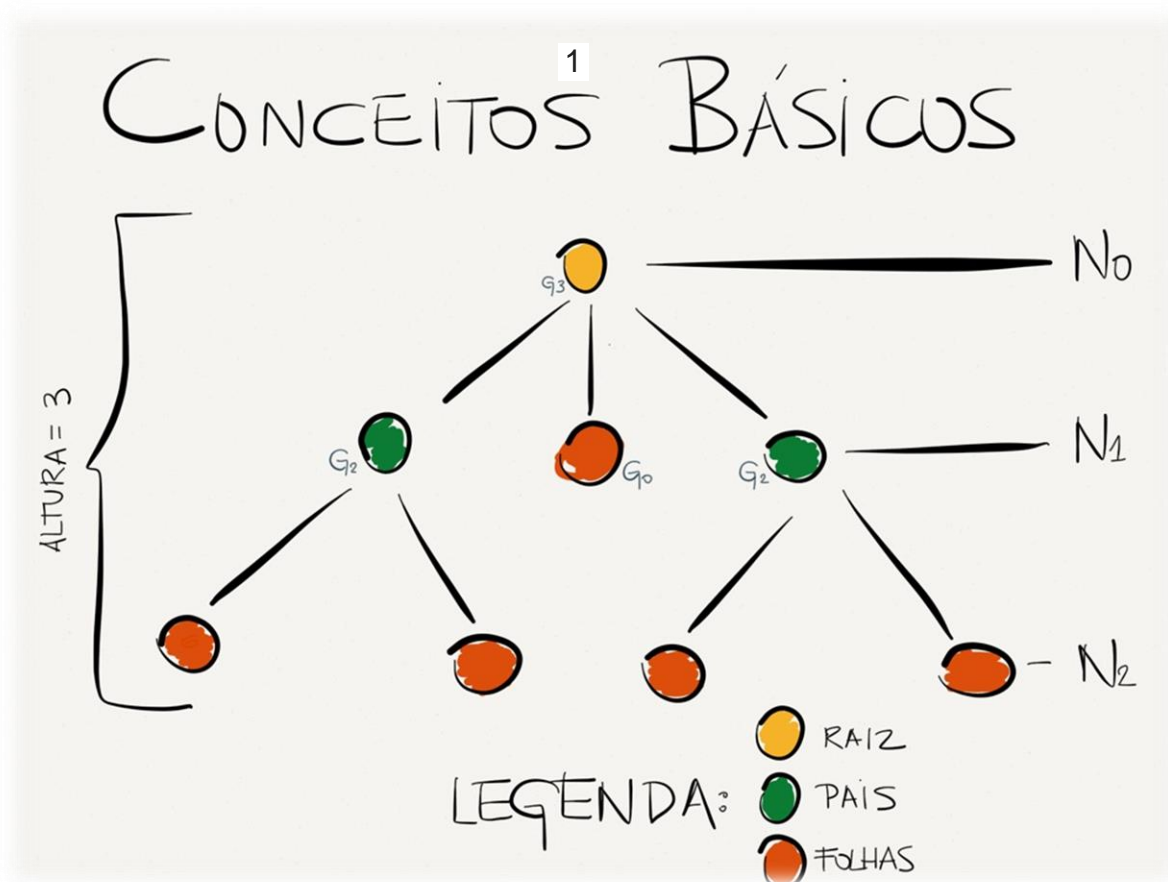 1
CONCEITOS BÁSICOS
G3
N0
ALTURA = 3
G2
G0
G2
N1
N2
RAIZ
LEGENDA:
PAIS
FOLHAS